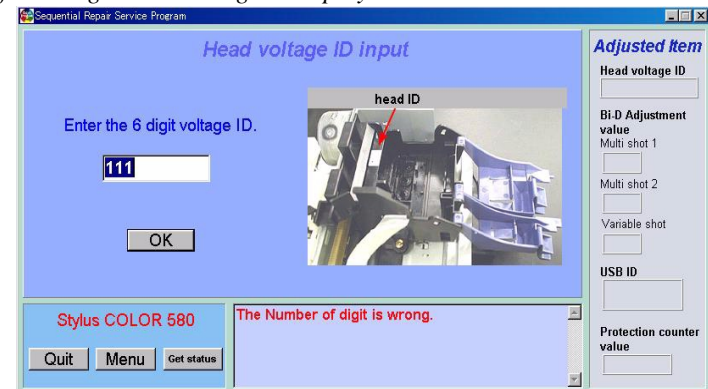 Sequential Repair Service Program
Head voltage ID input
head ID
Enter the 6 digit voltage ID.
111
OK
Stylus COLOR 580
Quit
Menu
Get status
The Number of digit is wrong.
Adjusted Item
Head voltage ID
Bi-D Adjustment
value
Multi shot 1
Multi shot 2
Variable shot
USB ID
Protection counter
value